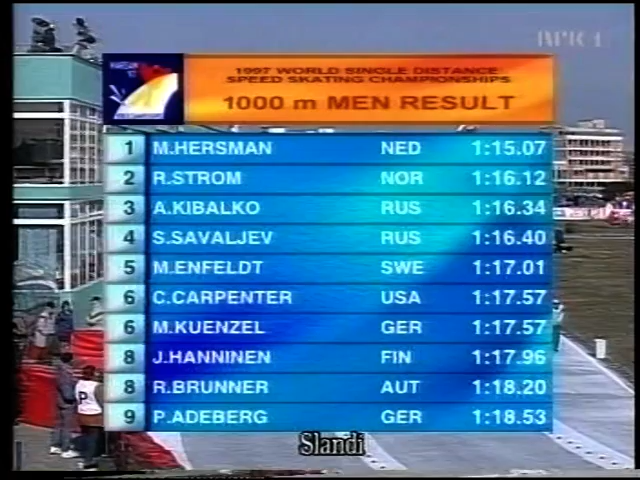 NRK 1
1997 WORLD SINGLE DISTANCE
SPEED SKATING CHAMPIONSHIPS
1000 m MEN RESULT
1 M.HERSMAN NED 1:15.07
2 R.STROM NOR 1:16.12
3 A.KIBALKO RUS 1:16.34
4 S.SAVALJEV RUS 1:16.40
5 M.ENFELDT SWE 1:17.01
6 C.CARPENTER USA 1:17.57
6 M.KUENZEL GER 1:17.57
8 J.HANNINEN FIN 1:17.96
8 R.BRUNNER AUT 1:18.20
9 P.ADEBERG GER 1:18.53
P
Slandi